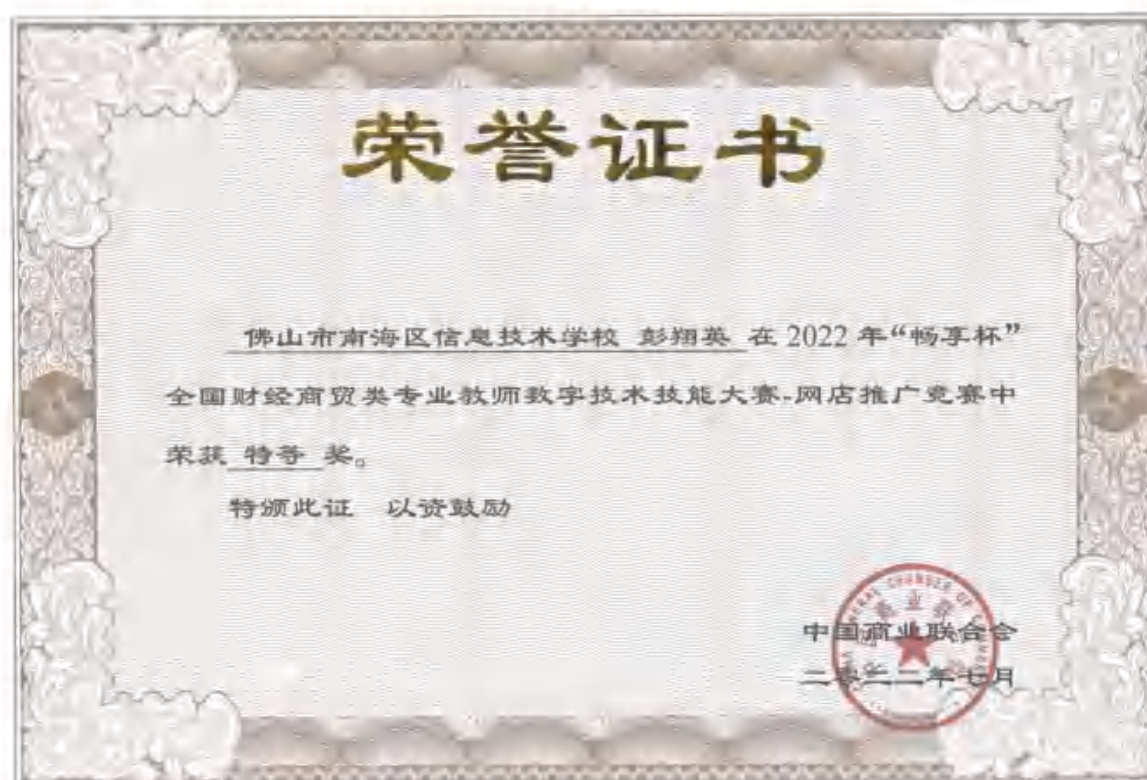 荣誉证书
佛山市南海区信息技术学校 彭翔英 在 2022 年“畅享杯”
全国财经商贸类专业教师数字技术技能大赛-网店推广竞赛中
荣获 特等 奖。
特颁此证 以资鼓励
中国商业联合会
二零二二年七月